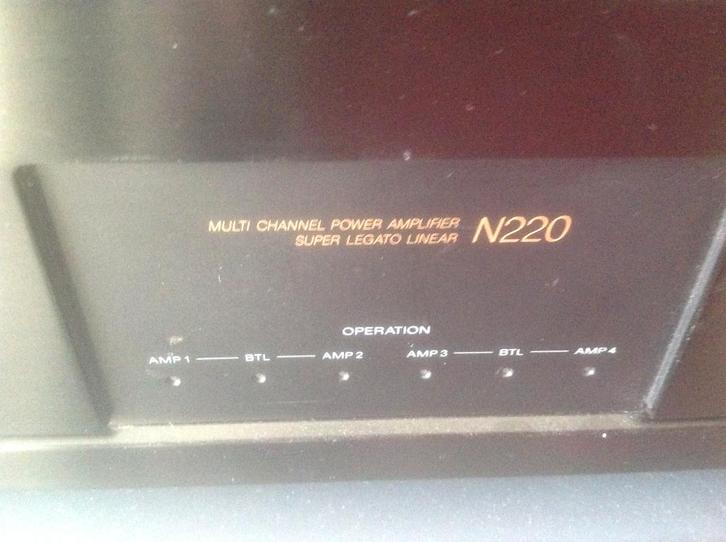 MULTI CHANNEL POWER AMPLIFIER
SUPER LEGATO LINEAR N220
OPERATION
AMP 1 BTL AMP 2 AMP 3 BTL AMP 4